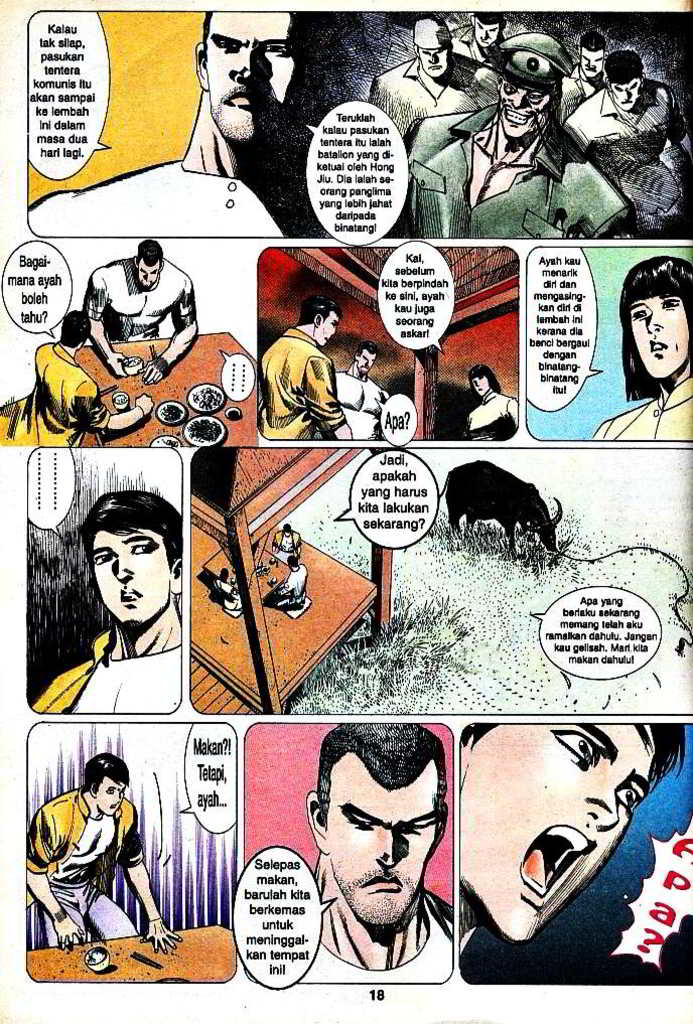 Kalau
tak silap,
pasukan
tentera
komunis itu
akan sampai
ke lembah
ini dalam
masa dua
hari lagi.
Teruklah
kalau pasukan
tentera itu ialah
batalion yang di-
ketuai oleh Hong
Jiu. Dia ialah se-
orang panglima
yang lebih jahat
daripada
binatang!
Bagai-
mana ayah
boleh
tahu?
Kai,
sebelum
kita berpindah
ke sini, ayah
kau juga
seorang
askar!
Apa?
Ayah kau
menarik
diri dan
mengasing-
kan diri di
lembah ini
kerana dia
benci bergaul
dengan
binatang-
binatang
itu!
Jadi,
apakah
yang harus
kita lakukan
sekarang?
Apa yang
berlaku sekarang
memang telah aku
ramalkan dahulu. Jangan
kau gelisah. Mari kita
makan dahulu!
Makan?!
Tetapi,
ayah...
Selepas
makan,
barulah kita
berkemas
untuk
meninggal-
kan tempat
ini!
18